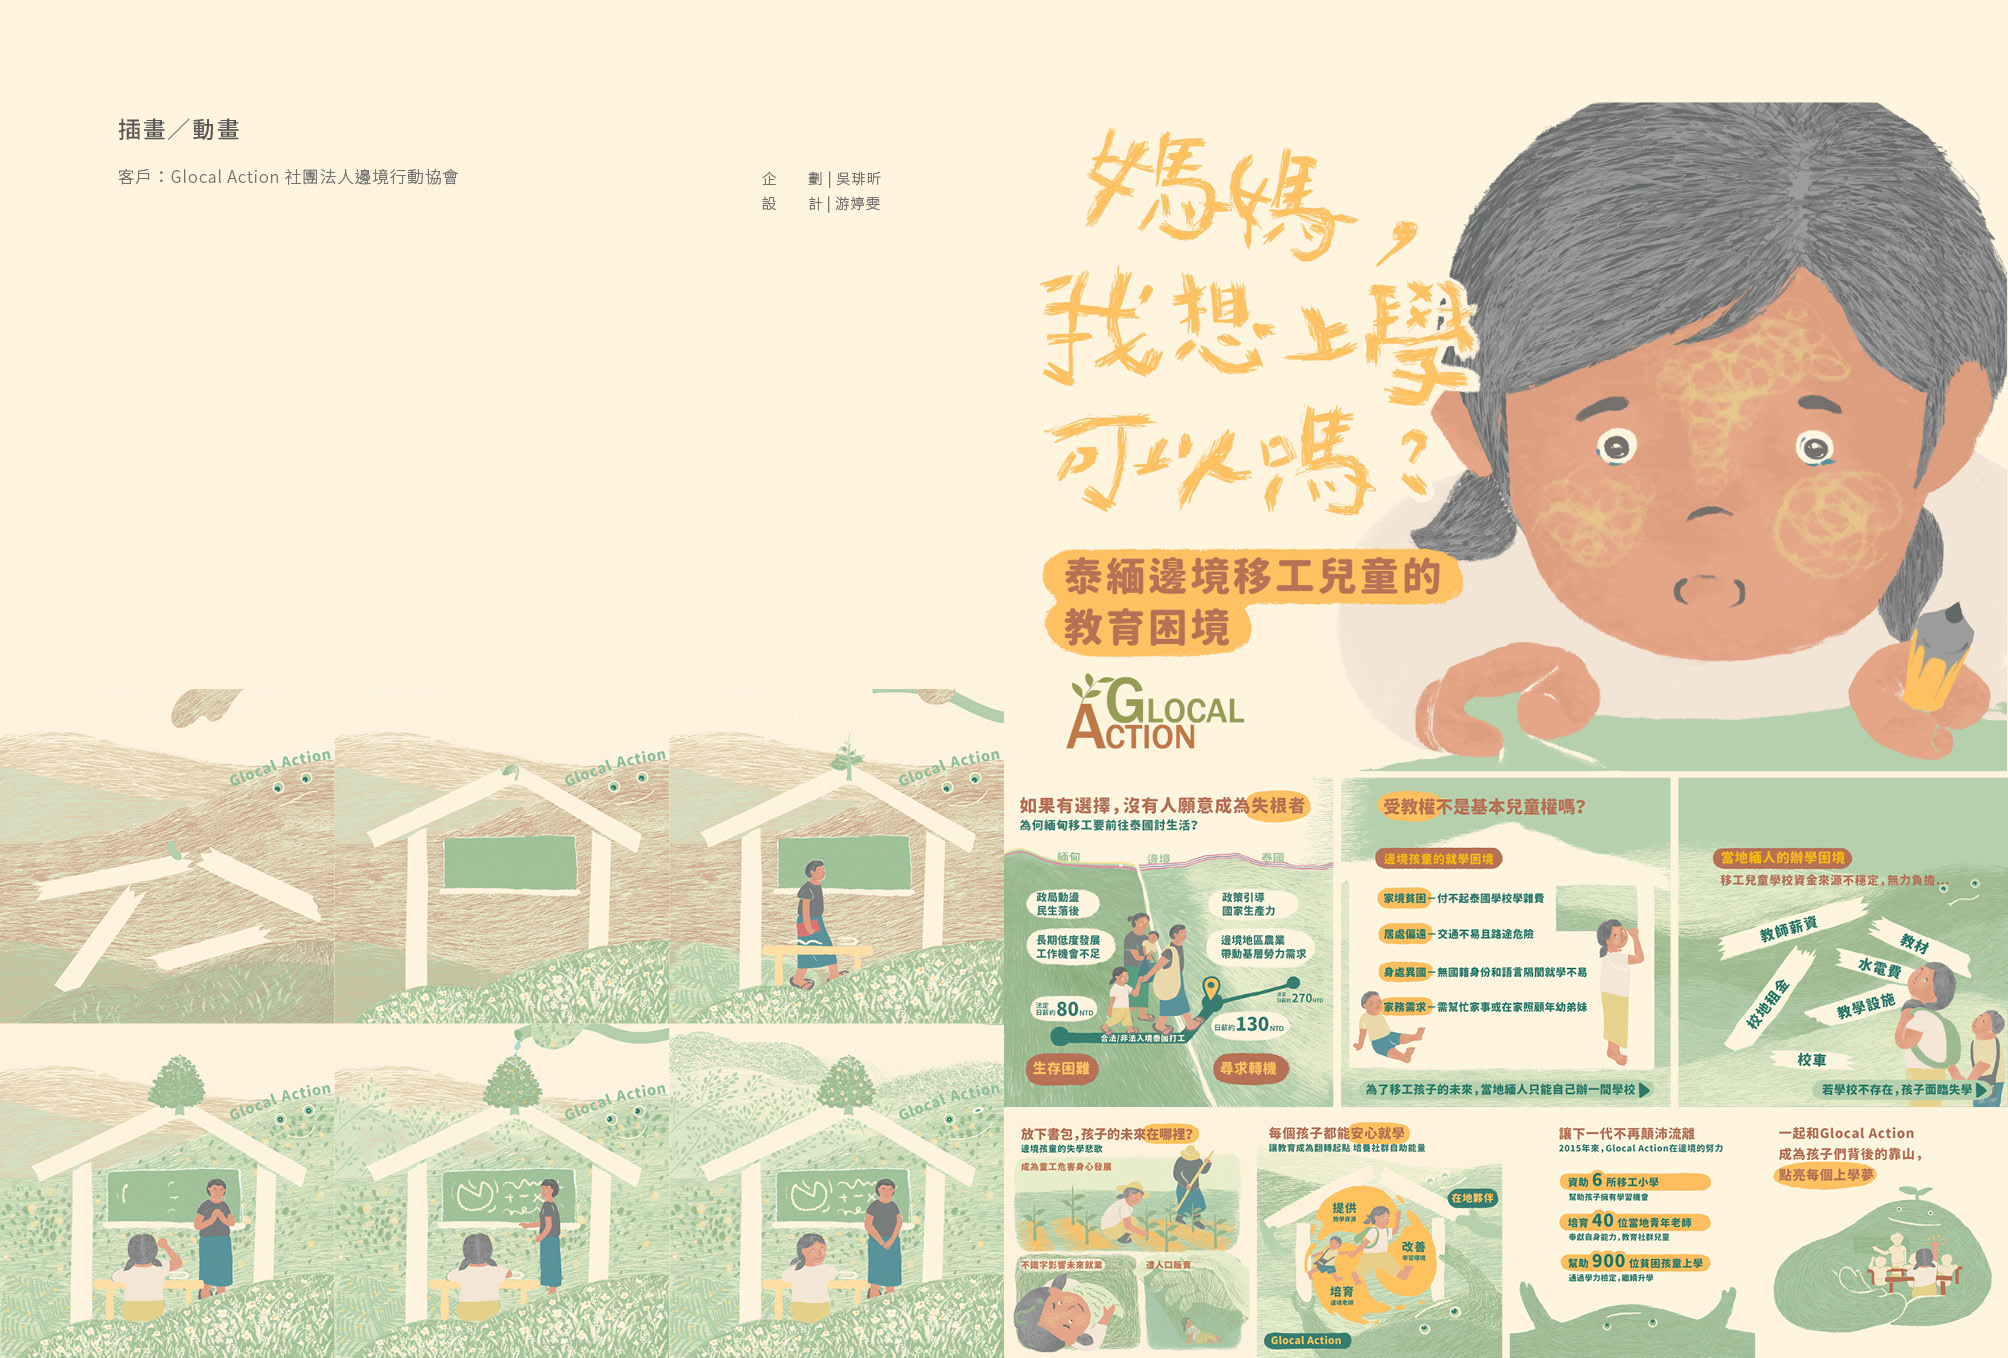 插畫／動畫
客戶：Glocal Action 社團法人邊境行動協會
企　　劃 | 吳琲昕
設　　計 | 游婷雯
媽媽，
我想上學
可以嗎？
泰緬邊境移工兒童的
教育困境
GLOCAL
ACTION
Glocal Action
Glocal Action
Glocal Action
Glocal Action
Glocal Action
Glocal Action
如果有選擇，沒有人願意成為失根者
為何緬甸移工要前往泰國討生活？
緬甸
邊境
泰國
政局動盪
民生落後
政策引導
國家生產力
長期低度發展
工作機會不足
邊境地區農業
帶動基層勞力需求
法定
日薪約80NTD
日薪約130NTD
法定
日薪約270NTD
合法/非法入境泰國打工
生存困難
尋求轉機
受教權不是基本兒童權嗎？
邊境孩童的就學困境
家境貧困－付不起泰國學校學雜費
居處偏遠－交通不易且路途危險
身處異國－無國籍身份和語言隔閡就學不易
家務需求－需幫忙家事或在家照顧年幼弟妹
為了移工孩子的未來，當地緬人只能自己辦一間學校
當地緬人的辦學困境
移工兒童學校資金來源不穩定，無力負擔...
教師薪資
教材
水電費
校地租金
教學設施
校車
若學校不存在，孩子面臨失學
放下書包，孩子的未來在哪裡？
邊境孩童的失學悲歌
成為童工危害身心發展
不識字影響未來就業
遭人口販賣
每個孩子都能安心就學
讓教育成為翻轉起點 培養社群自助能量
在地夥伴
提供
教學資源
改善
學習環境
培育
邊境老師
Glocal Action
讓下一代不再顛沛流離
2015年來，Glocal Action在邊境的努力
資助 6 所移工小學
幫助孩子擁有學習機會
培育 40 位當地青年老師
奉獻自身能力，教育社群兒童
幫助 900 位貧困孩童上學
通過學力檢定，繼續升學
一起和Glocal Action
成為孩子們背後的靠山，
點亮每個上學夢